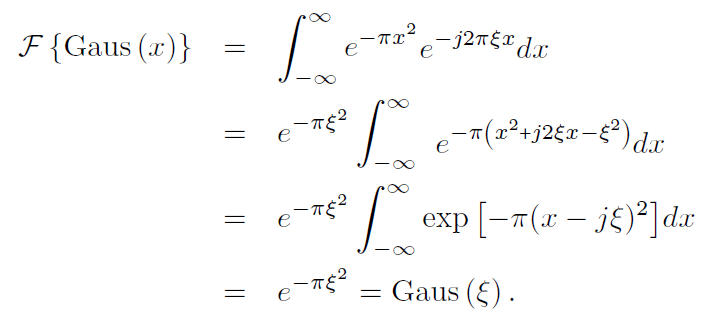 ℱ {Gaus (x)} = ∫_{-∞}^{∞} e^{-πx²} e^{-j2πξx} dx
= e^{-πξ²} ∫_{-∞}^{∞} e^{-π(x²+j2ξx-ξ²)} dx
= e^{-πξ²} ∫_{-∞}^{∞} exp [-π(x - jξ)²] dx
= e^{-πξ²} = Gaus (ξ) .